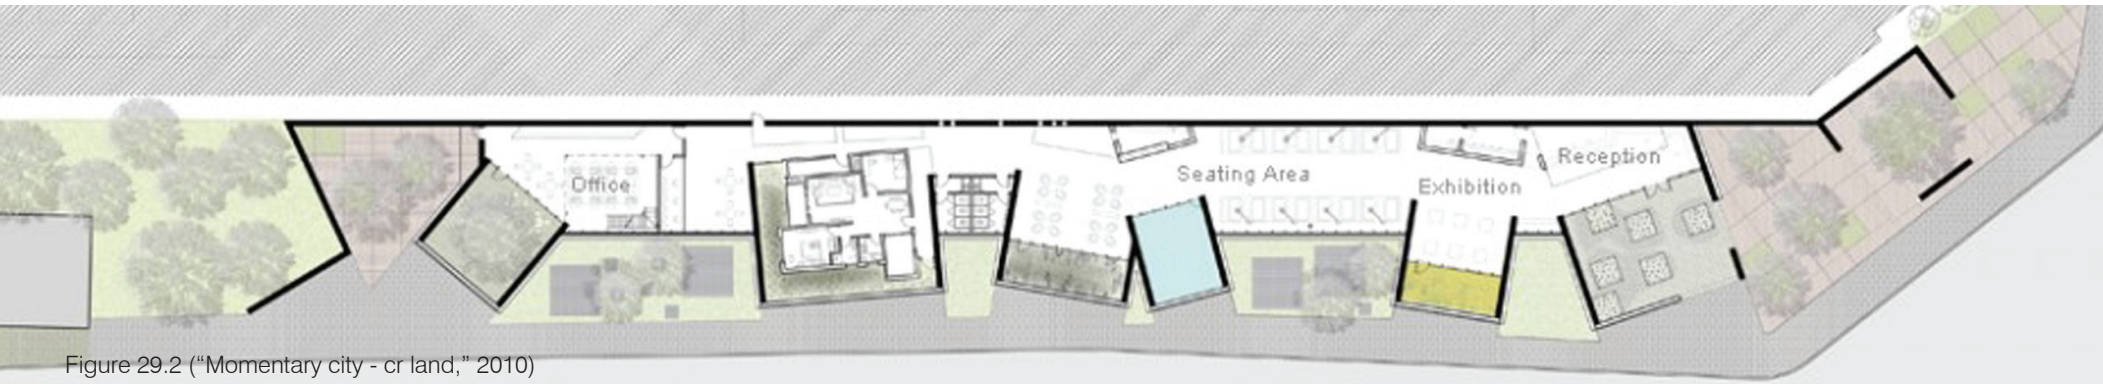 Office
Seating Area
Exhibition
Reception
Figure 29.2 (“Momentary city - cr land,” 2010)